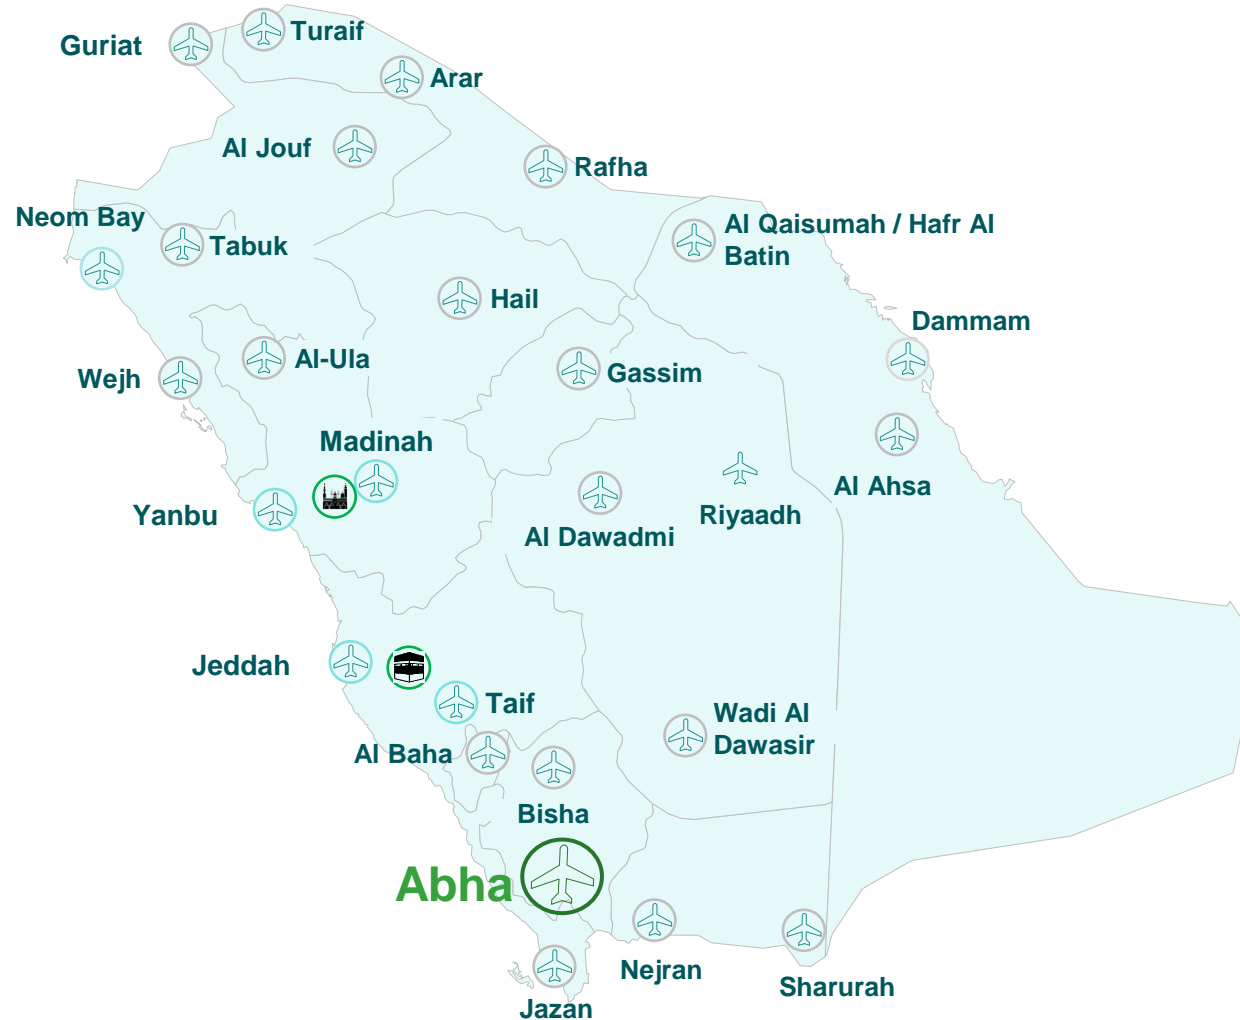 Turaif
Guriat
Arar
Al Jouf
Rafha
Neom Bay
Tabuk
Al Qaisumah / Hafr Al
Batin
Hail
Dammam
Al-Ula
Wejh
Gassim
Madinah
Al Ahsa
Yanbu
Riyaadh
Al Dawadmi
Jeddah
Taif
Wadi Al
Dawasir
Al Baha
Bisha
Abha
Nejran
Sharurah
Jazan